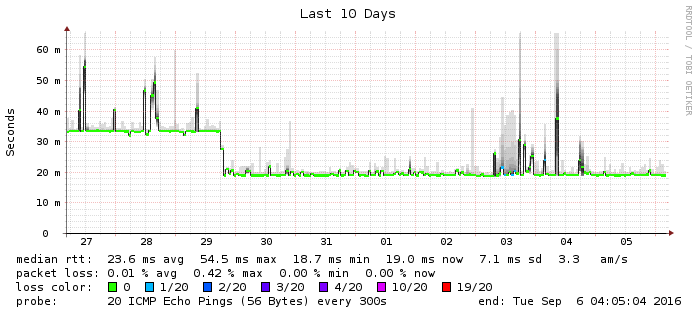 Last 10 Days
RRDTOOL / TOBI OETIKER
Seconds
60 m
50 m
40 m
30 m
20 m
10 m
0
27 28 29 30 31 01 02 03 04 05
median rtt: 23.6 ms avg 54.5 ms max 18.7 ms min 19.0 ms now 7.1 ms sd 3.3 am/s
packet loss: 0.01 % avg 0.42 % max 0.00 % min 0.00 % now
loss color: 0 1/20 2/20 3/20 4/20 10/20 19/20
probe: 20 ICMP Echo Pings (56 Bytes) every 300s end: Tue Sep 6 04:05:04 2016